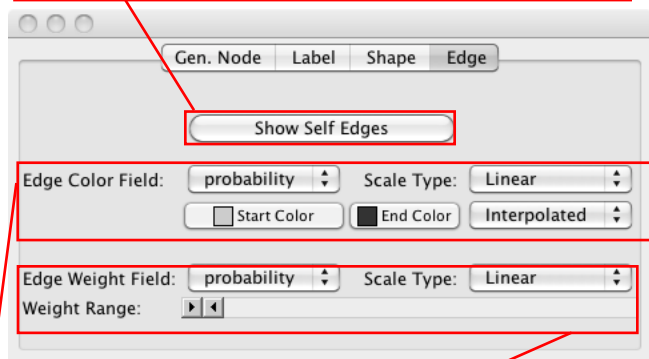 Gen. Node Label Shape Edge
Show Self Edges
Edge Color Field: probability Scale Type: Linear
Start Color End Color Interpolated
Edge Weight Field: probability Scale Type: Linear
Weight Range: